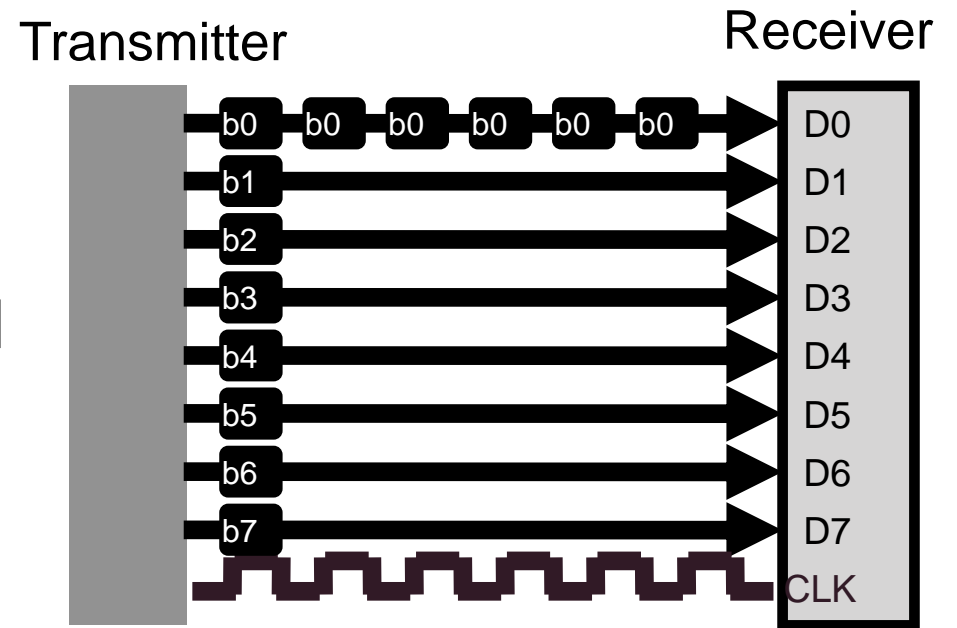 Transmitter
Receiver
b0 b0 b0 b0 b0 b0 D0
b1 D1
b2 D2
b3 D3
b4 D4
b5 D5
b6 D6
b7 D7
CLK